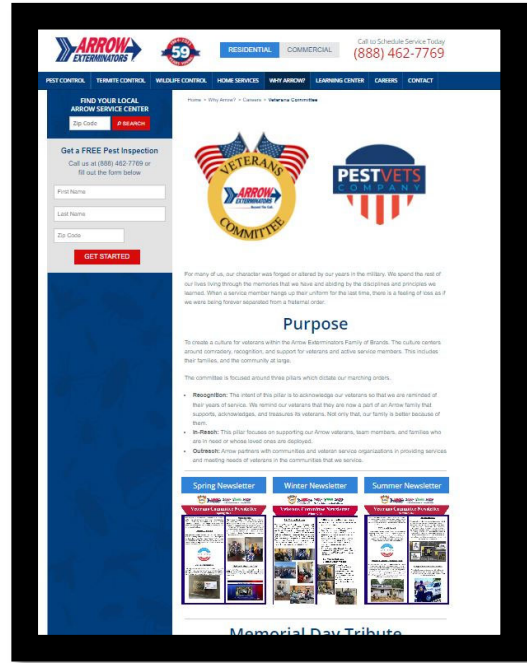 ARROW
EXTERMINATORS
59
RESIDENTIAL
COMMERCIAL
Call to Schedule Service Today
(888) 462-7769
PEST CONTROL
TERMITE CONTROL
WILDLIFE CONTROL
HOME SERVICES
WHY ARROW?
LEARNING CENTER
CAREERS
CONTACT
FIND YOUR LOCAL
ARROW SERVICE CENTER
Zip Code
SEARCH
Get a FREE Pest Inspection
Call us at (888) 462-7769 or
fill out the form below
First Name
Last Name
Zip Code
GET STARTED
Home > Why Arrow? > Careers > Veterans Committee
VETERANS
ARROW
EXTERMINATORS
COMMITTEE
PESTVETS
COMPANY
For many of us, our character was forged or altered by our years in the military. We spend the rest of
our lives living through the memories that we have and abiding by the disciplines and principles we
learned. When a service member hangs up their uniform for the last time, there is a feeling of loss as if
we were being forever separated from a fraternal order.
Purpose
To create a culture for veterans within the Arrow Exterminators Family of Brands. The culture centers
around comradery, recognition, and support for veterans and active service members. This includes
their families, and the community at large.
The committee is focused around three pillars which dictate our marching orders.
• Recognition: The intent of this pillar is to acknowledge our veterans so that we are reminded of
their years of service. We remind our veterans that they are now a part of an Arrow family that
supports, acknowledges, and treasures its veterans. Not only that, our family is better because of
them.
• In-Reach: This pillar focuses on supporting our Arrow veterans, team members, and families who
are in need or whose loved ones are deployed.
• Outreach: Arrow partners with communities and veteran service organizations in providing services
and meeting needs of veterans in the communities that we service.
Spring Newsletter
Winter Newsletter
Summer Newsletter
Veterans Committee Newsletter
Veterans Committee Newsletter
Veterans Committee Newsletter
Memorial Day Tribute